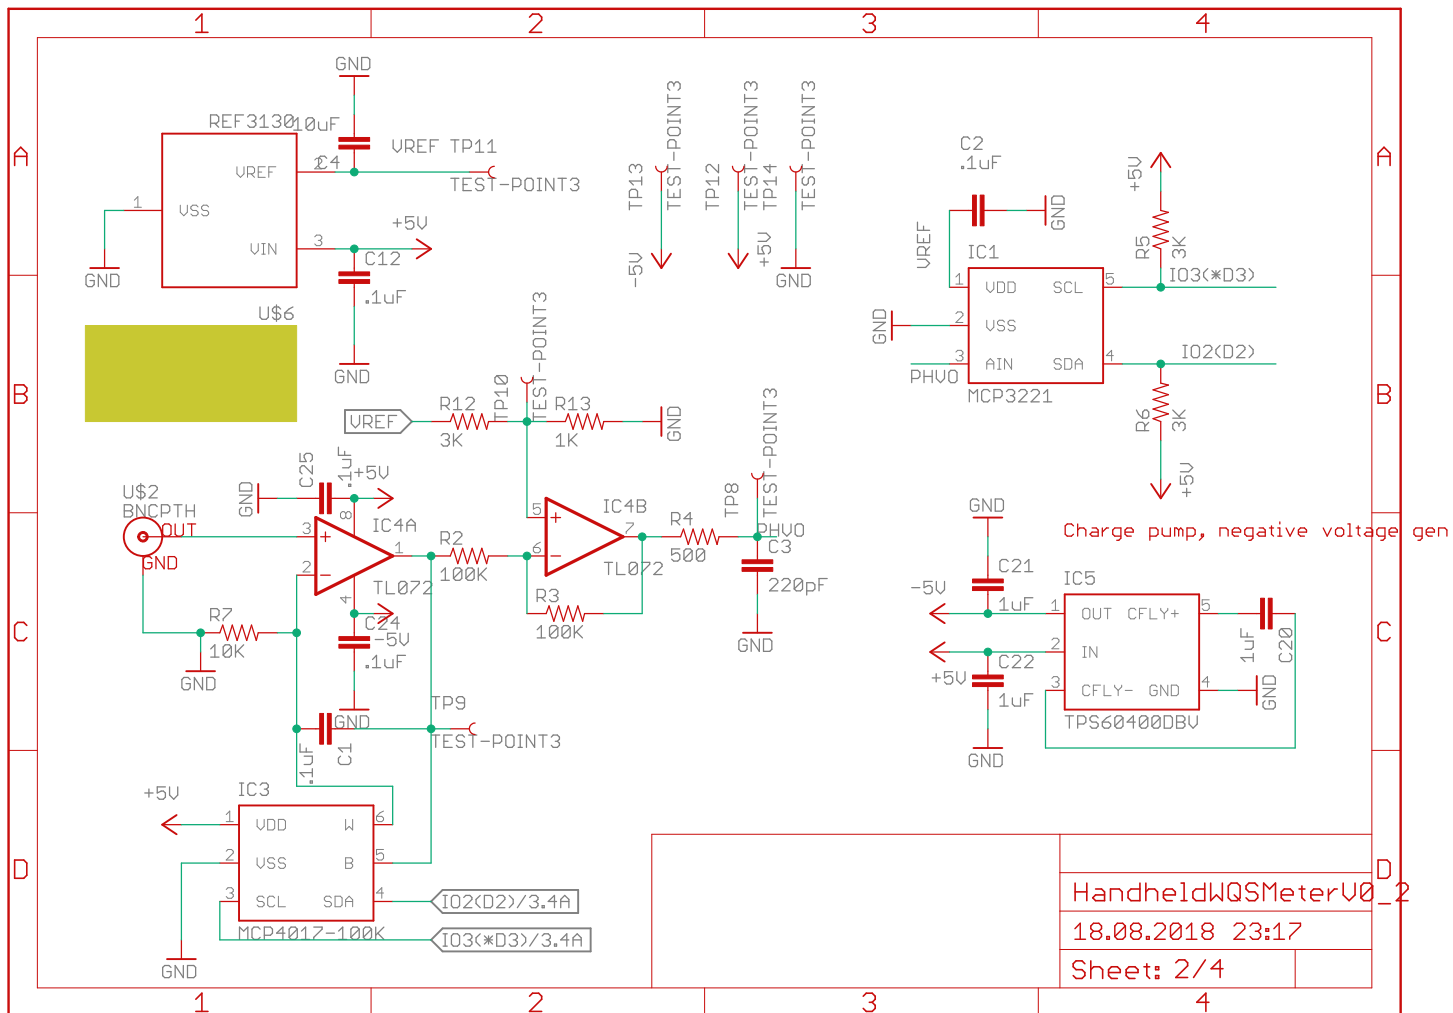 1 2 3 4
A
A
GND
REF3130
10uF
VREF TP11
VREF
2
C4
TEST-POINT3
1
VSS
+5V
VIN
3
C12
.1uF
GND
GND
U$6
TP13
TEST-POINT3
-5V
TP12
TEST-POINT3
+5V
TP14
TEST-POINT3
GND
C2
.1uF
GND
VREF
IC1
1
VDD
SCL
5
2
VSS
GND
3
AIN
SDA
4
PHVO
MCP3221
+5V
R5
3K
IO3(*D3)
IO2(D2)
R6
3K
+5V
B
B
VREF
R12
3K
TP10
TEST-POINT3
R13
1K
GND
GND
C25
.1uF
+5V
U$2
BNCPTH
OUT
GND
8
IC4A
3
+
1
2
-
TL072
4
C24
-5V
.1uF
GND
R7
10K
GND
R2
100K
5
+
IC4B
7
6
-
TL072
R3
100K
R4
500
TP8
TEST-POINT3
PHVO
C3
220pF
GND
C
C
TP9
TEST-POINT3
.1uF
C1
Charge pump, negative voltage gen
GND
C21
1uF
-5V
IC5
1
OUT
CFLY+
5
2
IN
3
CFLY-
GND
4
TPS60400DBV
+5V
C22
1uF
GND
1uF
C20
GND
+5V
IC3
1
VDD
W
6
2
VSS
B
5
3
SCL
SDA
4
MCP4017-100K
GND
IO2(D2)/3.4A
IO3(*D3)/3.4A
D
D
HandheldWQSMeterV0_2
18.08.2018 23:17
Sheet: 2/4
1 2 3 4